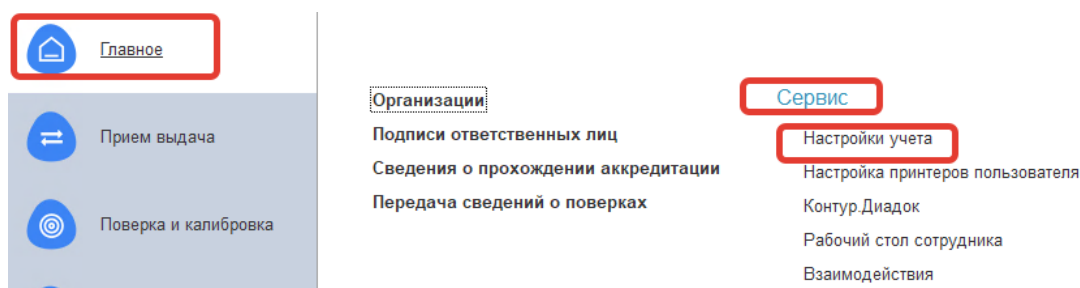 Главное
Прием выдача
Поверка и калибровка
Организации
Подписи ответственных лиц
Сведения о прохождении аккредитации
Передача сведений о поверках
Сервис
Настройки учета
Настройка принтеров пользователя
Контур.Диадок
Рабочий стол сотрудника
Взаимодействия